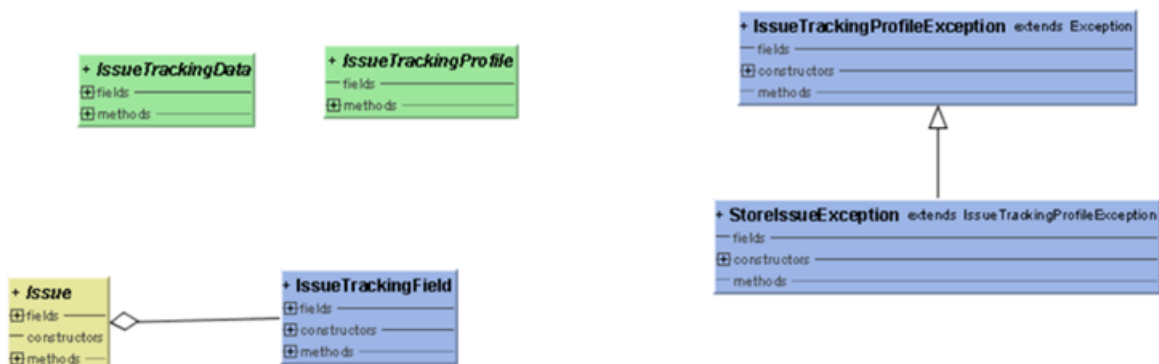 + IssueTrackingData
fields
methods
+ IssueTrackingProfile
fields
methods
+ IssueTrackingProfileException extends Exception
fields
constructors
methods
+ StoreIssueException extends IssueTrackingProfileException
fields
constructors
methods
+ Issue
fields
constructors
methods
+ IssueTrackingField
fields
constructors
methods